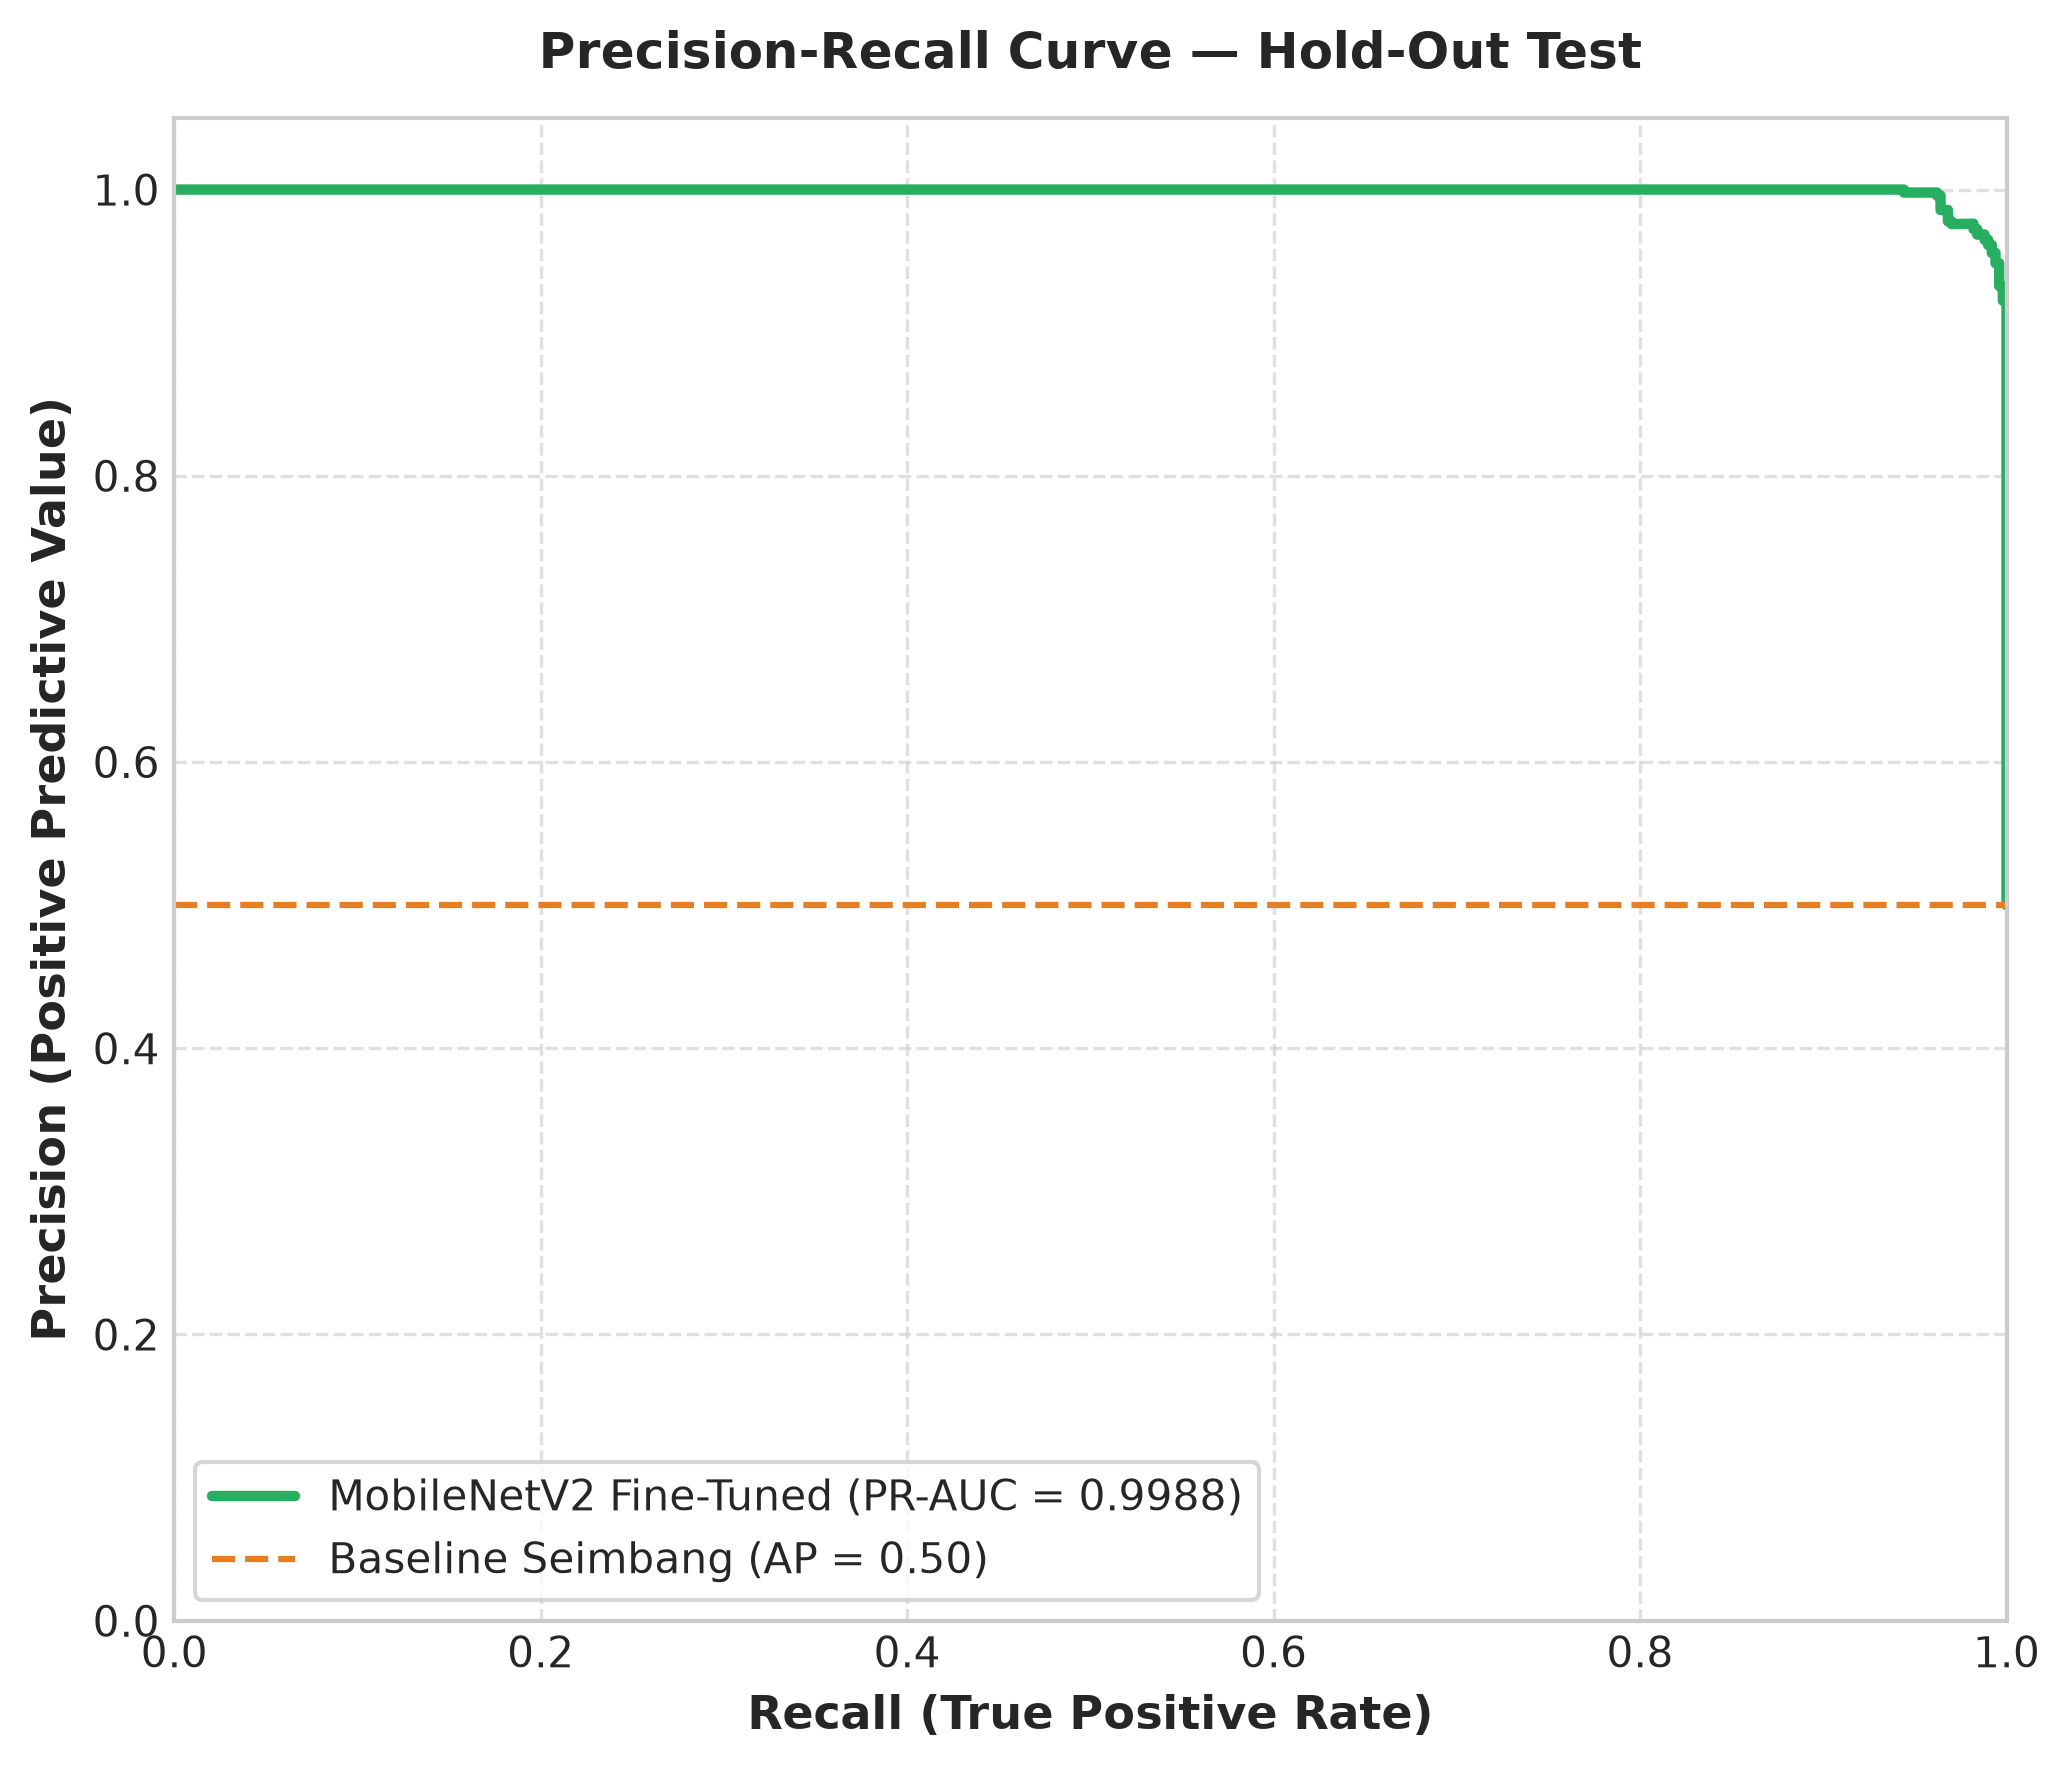 Precision-Recall Curve — Hold-Out Test
Precision (Positive Predictive Value)
1.0
0.8
0.6
0.4
0.2
0.0
MobileNetV2 Fine-Tuned (PR-AUC = 0.9988)
Baseline Seimbang (AP = 0.50)
0.0 0.2 0.4 0.6 0.8 1.0
Recall (True Positive Rate)